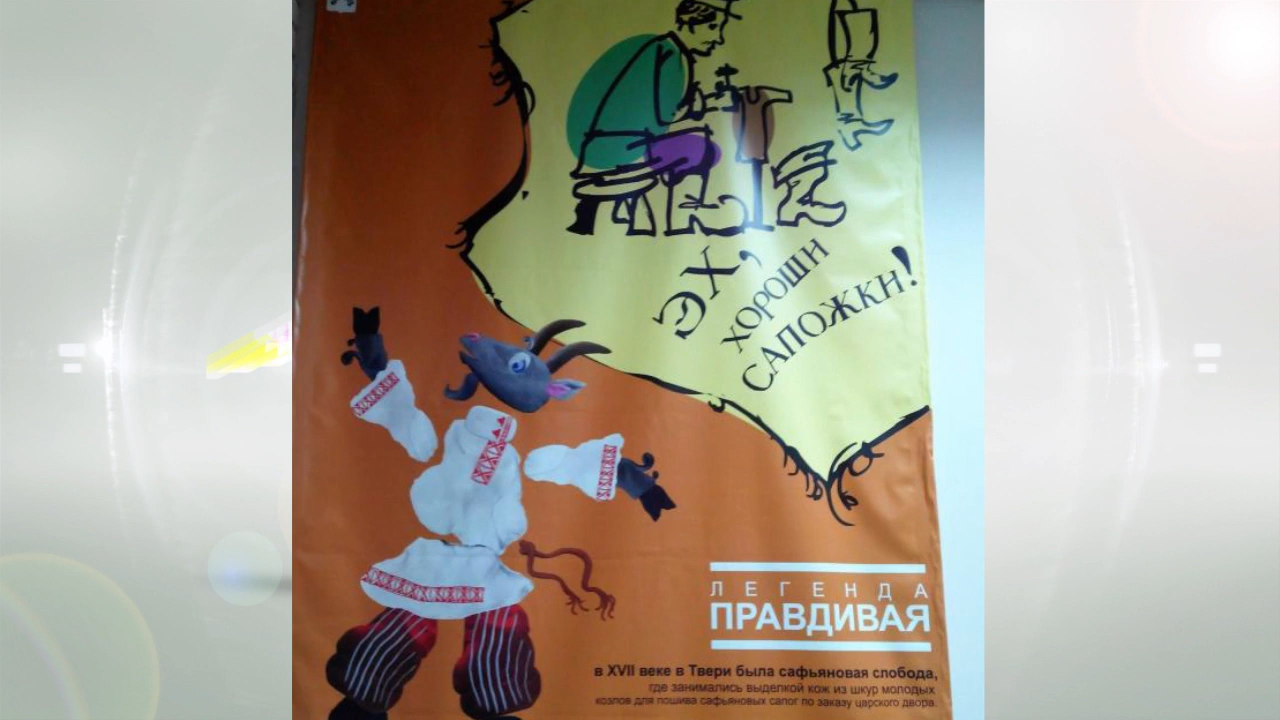 ЭХ,
ХОРОШИ
САПОЖКИ!
ЛЕГЕНДА
ПРАВДИВАЯ
в XVII веке в Твери была сафьяновая слобода,
где занимались выделкой кож из шкур молодых
козлов для пошива сафьяновых сапог по заказу царского двора.